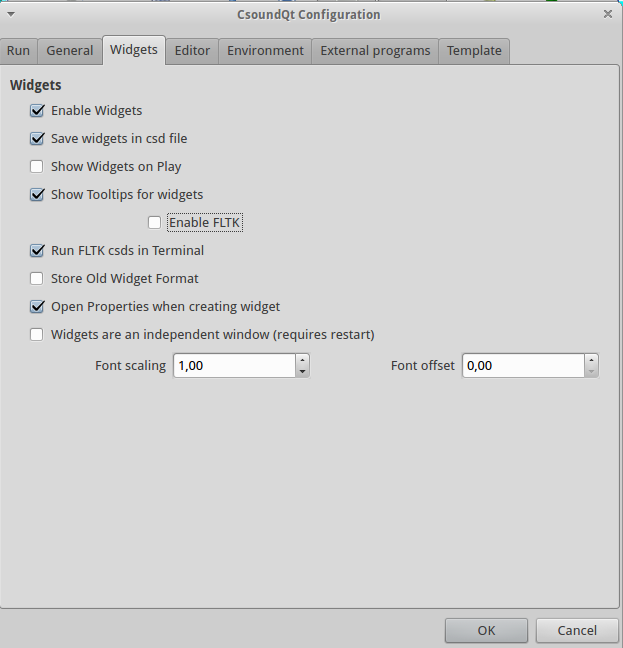 CsoundQt Configuration
Run General Widgets Editor Environment External programs Template
Widgets
Enable Widgets
Save widgets in csd file
Show Widgets on Play
Show Tooltips for widgets
Enable FLTK
Run FLTK csds in Terminal
Store Old Widget Format
Open Properties when creating widget
Widgets are an independent window (requires restart)
Font scaling 1,00 Font offset 0,00
OK Cancel